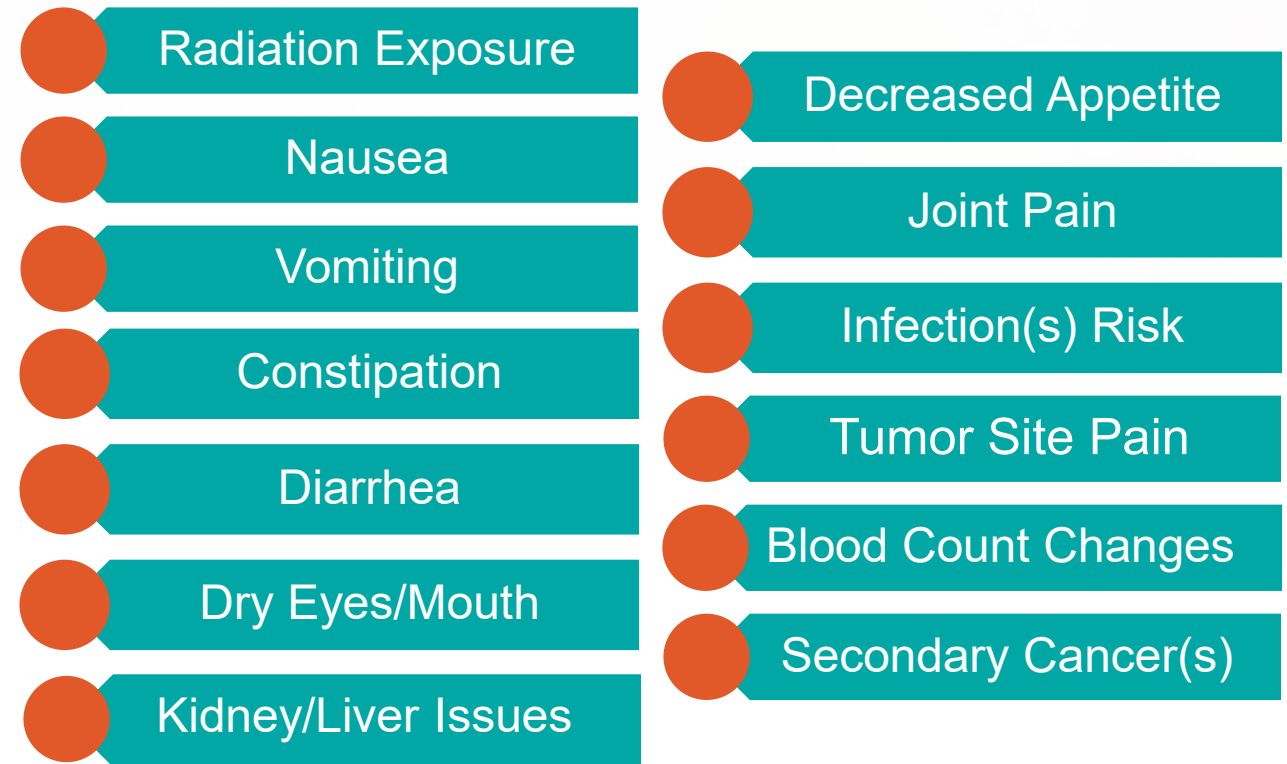 Radiation Exposure
Nausea
Vomiting
Constipation
Diarrhea
Dry Eyes/Mouth
Kidney/Liver Issues
Decreased Appetite
Joint Pain
Infection(s) Risk
Tumor Site Pain
Blood Count Changes
Secondary Cancer(s)